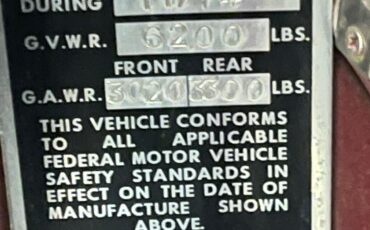 DURING
G.V.W.R. 6200 LBS.
FRONT REAR
G.A.W.R. 3020 3300 LBS.
THIS VEHICLE CONFORMS
TO ALL APPLICABLE
FEDERAL MOTOR VEHICLE
SAFETY STANDARDS IN
EFFECT ON THE DATE OF
MANUFACTURE SHOWN
ABOVE.